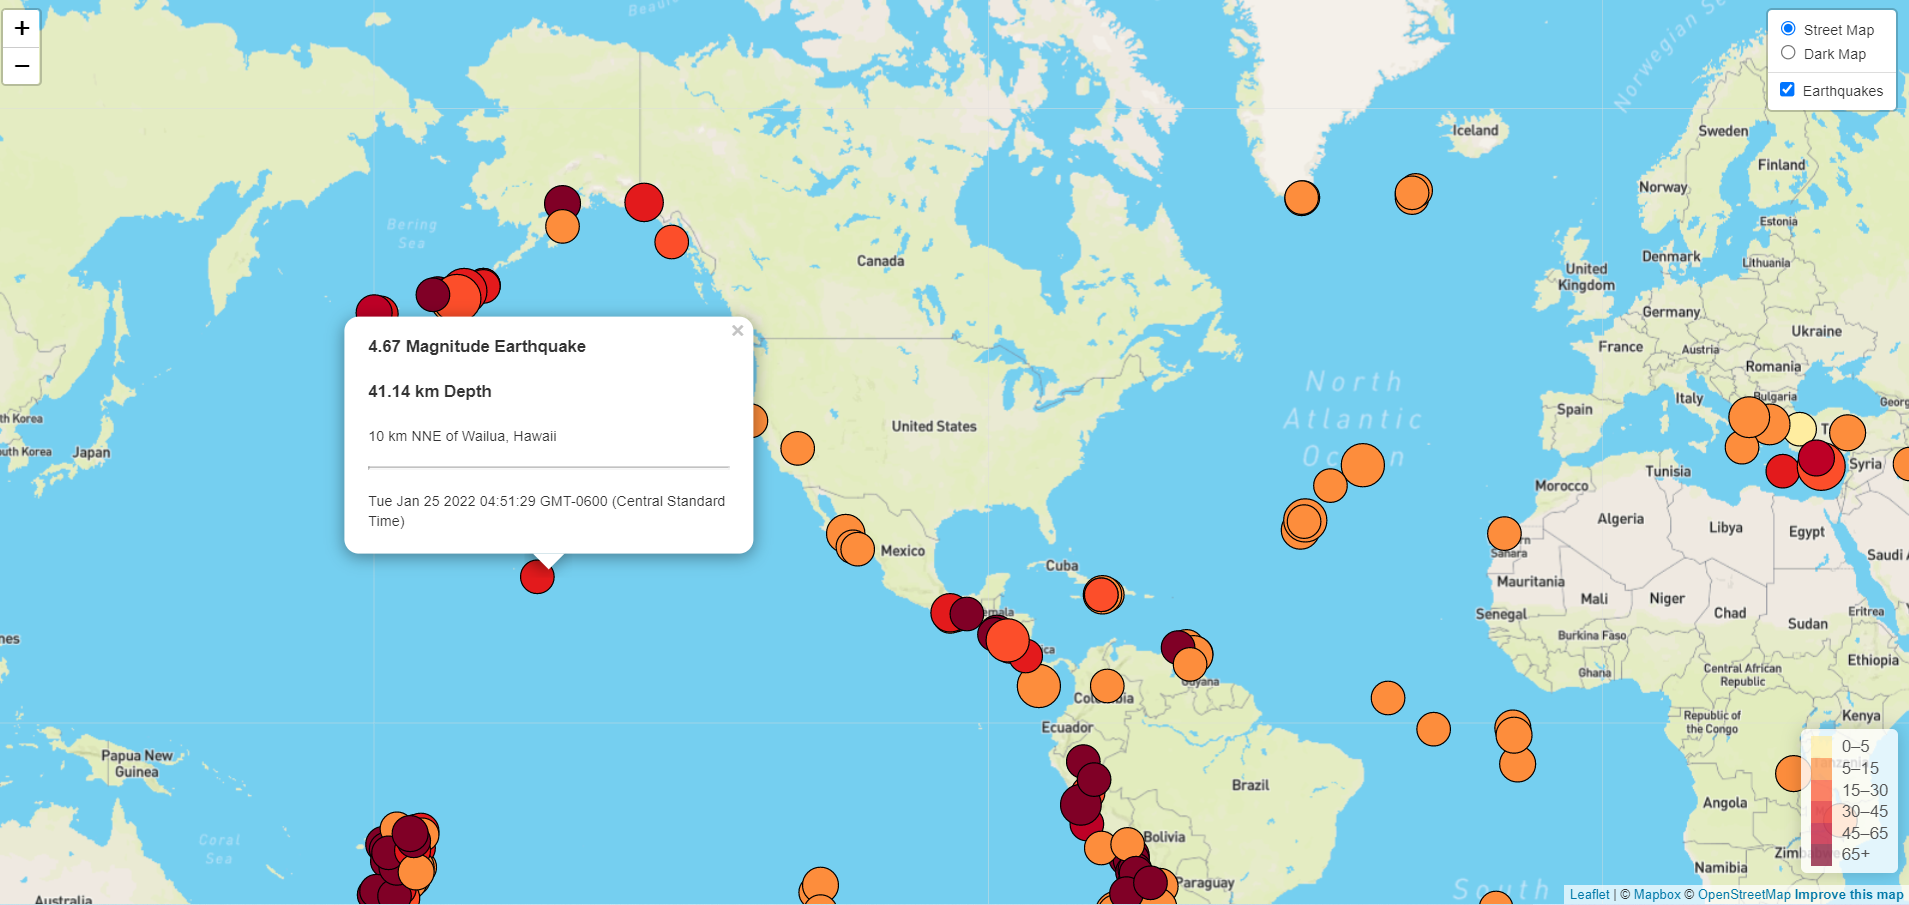 +
−
Street Map
Dark Map
Earthquakes
Norwegian Se
Iceland
Sweden
Finland
Norway
Estonia
Bering
Sea
Canada
Denmark
Lithuania
United
Kingdom
Germany
Ukraine
France
Austria
Romania
Italy
Bulgaria
Georg
Spain
North
Atlantic
×
4.67 Magnitude Earthquake
41.14 km Depth
10 km NNE of Wailua, Hawaii
Tue Jan 25 2022 04:51:29 GMT-0600 (Central Standard
Time)
th Korea
outh Korea
Japan
United States
Tunisia
Syria
Morocco
Algeria
Libya
Egypt
Saudi A
Mexico
Cuba
Sahara
Mauritania
Mali
Niger
Chad
Sudan
Eritrea
Senegal
Burkina Faso
Ghana
Central African
Republic
Ethiopia
nes
Guyana
Ecuador
Republic of
the Congo
Kenya
Papua New
Guinea
Brazil
Angola
Bolivia
Coral
Sea
Namibia
Paraguay
Australia
South
0–5
5–15
15–30
30–45
45–65
65+
Leaflet | © Mapbox © OpenStreetMap Improve this map